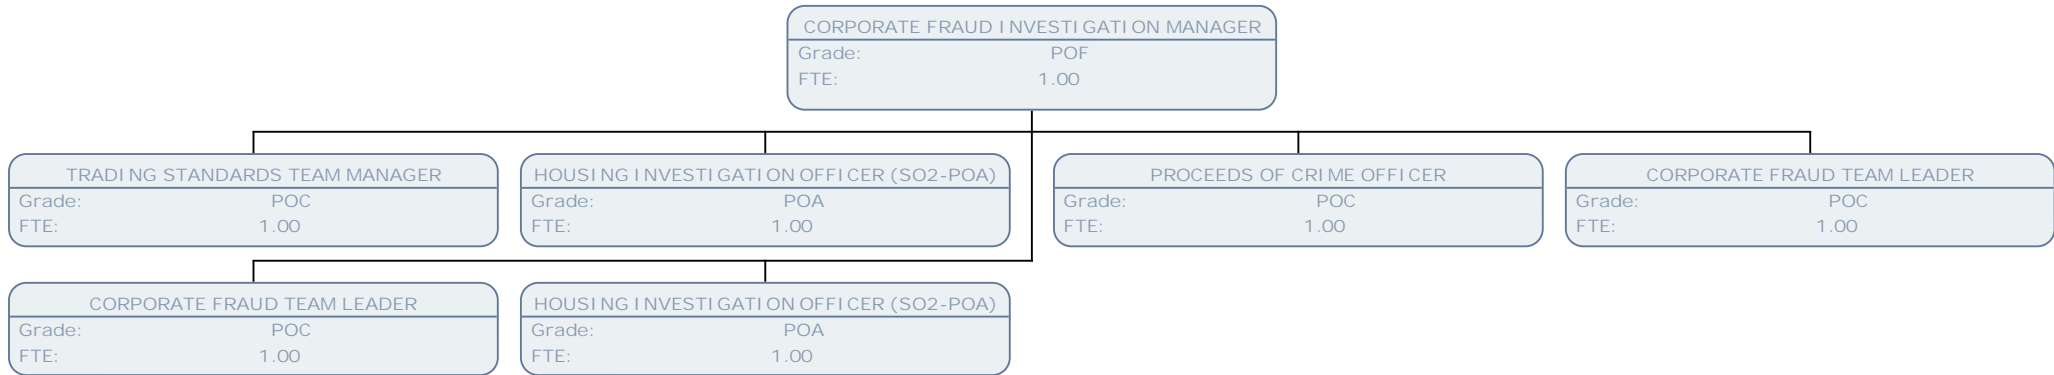 CORPORATE FRAUD INVESTIGATION MANAGER
Grade: POF
FTE: 1.00
TRADING STANDARDS TEAM MANAGER
Grade: POC
FTE: 1.00
HOUSING INVESTIGATION OFFICER (SO2-POA)
Grade: POA
FTE: 1.00
PROCEEDS OF CRIME OFFICER
Grade: POC
FTE: 1.00
CORPORATE FRAUD TEAM LEADER
Grade: POC
FTE: 1.00
CORPORATE FRAUD TEAM LEADER
Grade: POC
FTE: 1.00
HOUSING INVESTIGATION OFFICER (SO2-POA)
Grade: POA
FTE: 1.00